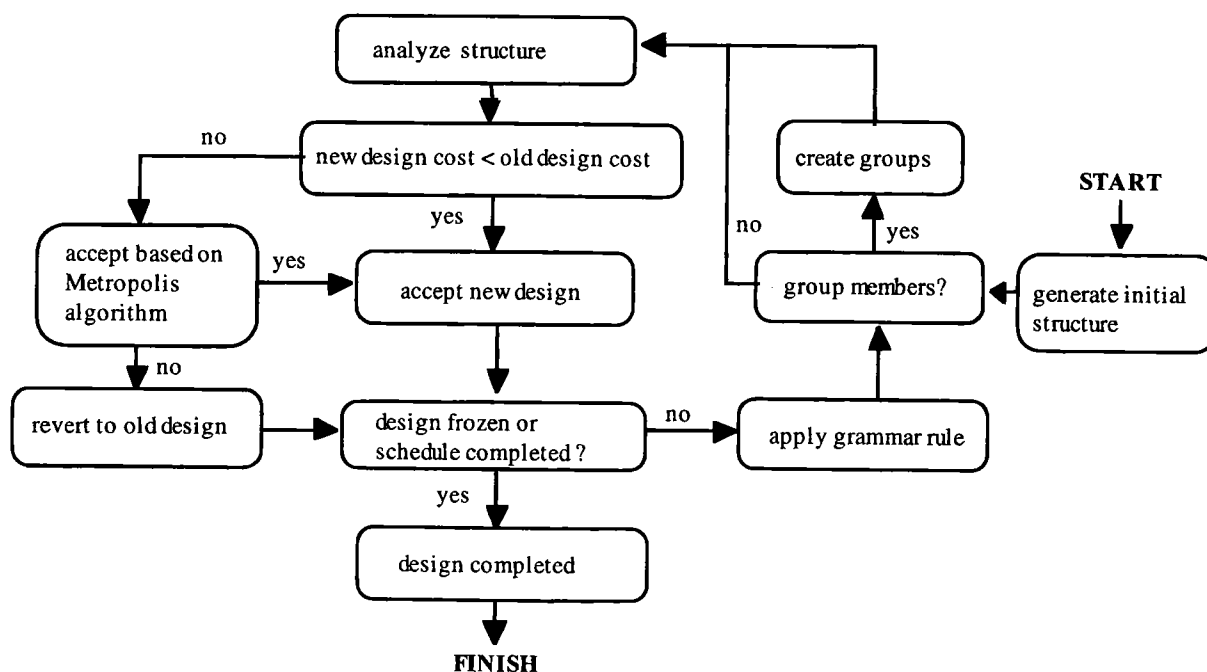 analyze structure
no
new design cost < old design cost
create groups
START
yes
no
yes
accept based on
Metropolis
algorithm
yes
accept new design
group members?
generate initial
structure
no
revert to old design
design frozen or
schedule completed ?
no
apply grammar rule
yes
design completed
FINISH